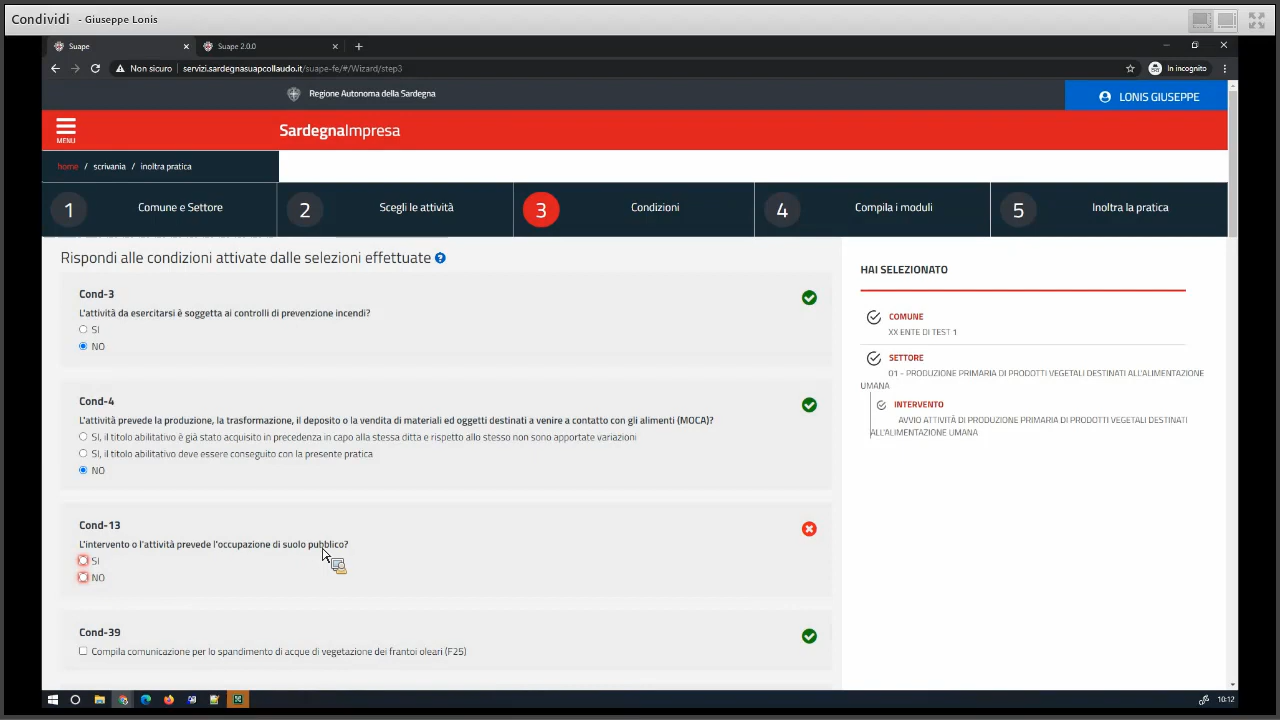 Condividi - Giuseppe Lonis
Suape
Suape 2.0.0
Non sicuro servizi.sardegnasuapcollaudo.it/suape-fe/#/Wizard/step3
In incognito
Regione Autonoma della Sardegna
LONIS GIUSEPPE
MENU
SardegnaImpresa
home / scrivania / inoltra pratica
1 Comune e Settore
2 Scegli le attività
3 Condizioni
4 Compila i moduli
5 Inoltra la pratica
Rispondi alle condizioni attivate dalle selezioni effettuate ?
Cond-3
L'attività da esercitarsi è soggetta ai controlli di prevenzione incendi?
SI
NO
Cond-4
L'attività prevede la produzione, la trasformazione, il deposito o la vendita di materiali ed oggetti destinati a venire a contatto con gli alimenti (MOCA)?
SI, il titolo abilitativo è già stato acquisito in precedenza in capo alla stessa ditta e rispetto allo stesso non sono apportate variazioni
SI, il titolo abilitativo deve essere conseguito con la presente pratica
NO
Cond-13
L'intervento o l'attività prevede l'occupazione di suolo pubblico?
SI
NO
Cond-39
Compila comunicazione per lo spandimento di acque di vegetazione dei frantoi oleari (F25)
HAI SELEZIONATO
COMUNE
XX ENTE DI TEST 1
SETTORE
01 - PRODUZIONE PRIMARIA DI PRODOTTI VEGETALI DESTINATI ALL'ALIMENTAZIONE
UMANA
INTERVENTO
AVVIO ATTIVITÀ DI PRODUZIONE PRIMARIA DI PRODOTTI VEGETALI DESTINATI
ALL'ALIMENTAZIONE UMANA
10:12